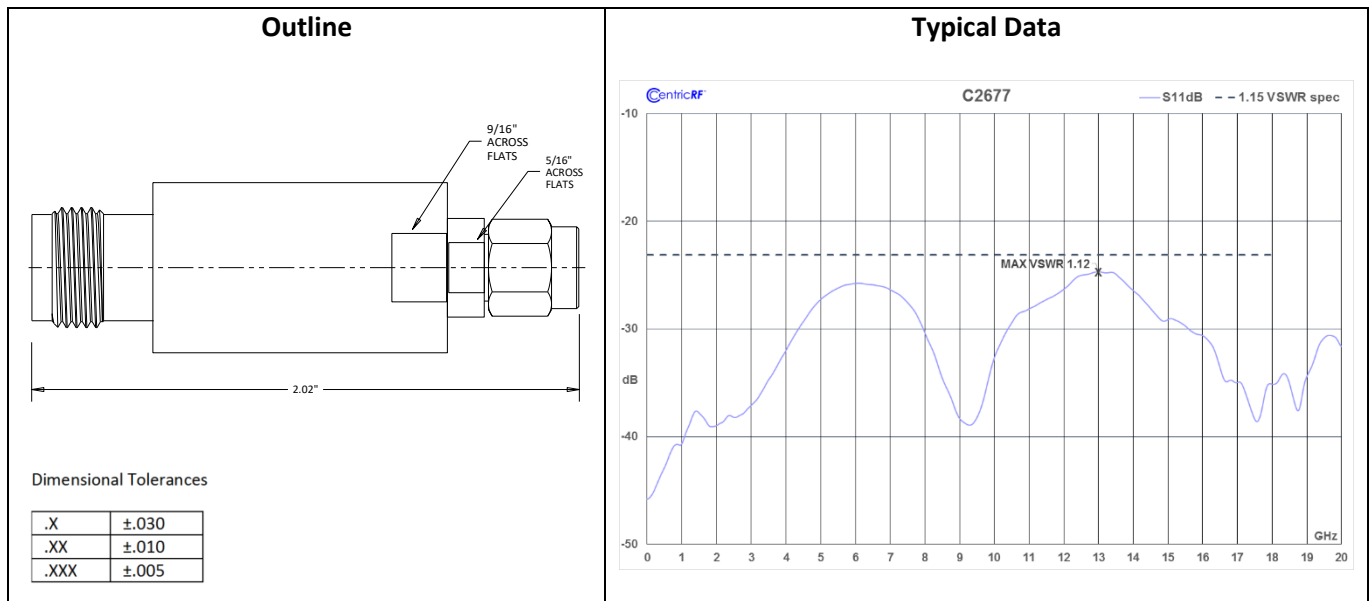 Outline
9/16"
ACROSS
FLATS
5/16"
ACROSS
FLATS
2.02"
Dimensional Tolerances
.X ±.030
.XX ±.010
.XXX ±.005
Typical Data
CentricRF
C2677
S11dB 1.15 VSWR spec
-10
-20
MAX VSWR 1.12
X
-30
dB
-40
GHz
-50
0 1 2 3 4 5 6 7 8 9 10 11 12 13 14 15 16 17 18 19 20